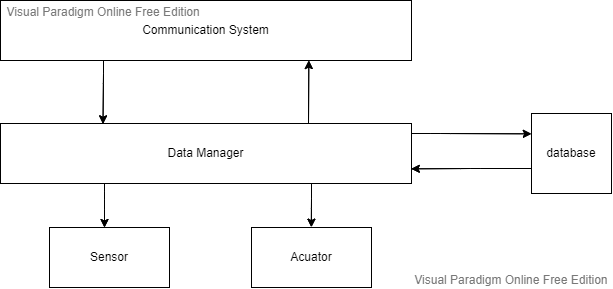 Visual Paradigm Online Free Edition
Communication System
Data Manager
database
Sensor
Acuator
Visual Paradigm Online Free Edition